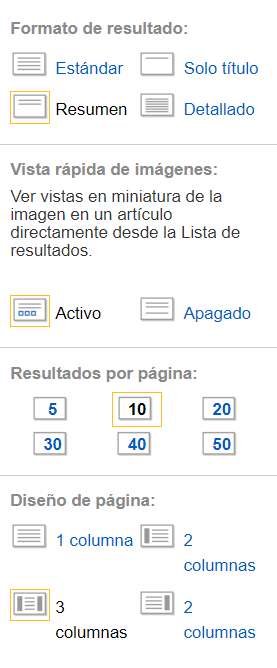 Formato de resultado:
Estándar Solo título
Resumen Detallado
Vista rápida de imágenes:
Ver vistas en miniatura de la
imagen en un artículo
directamente desde la Lista de
resultados.
Activo Apagado
Resultados por página:
5 10 20
30 40 50
Diseño de página:
1 columna 2
columnas
3 2
columnas columnas